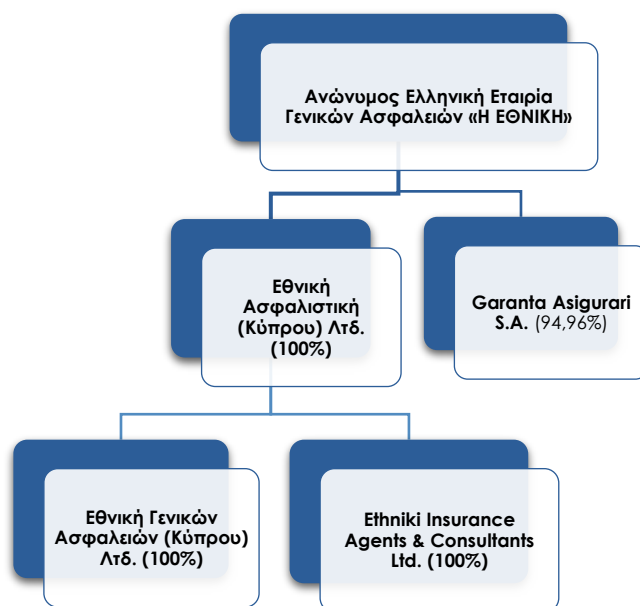 Ανώνυμος Ελληνική Εταιρία
Γενικών Ασφαλειών «Η ΕΘΝΙΚΗ»
Εθνική
Ασφαλιστική
(Κύπρου) Λτδ.
(100%)
Garanta Asigurari
S.A. (94,96%)
Εθνική Γενικών
Ασφαλειών (Κύπρου)
Λτδ. (100%)
Ethniki Insurance
Agents & Consultants
Ltd. (100%)